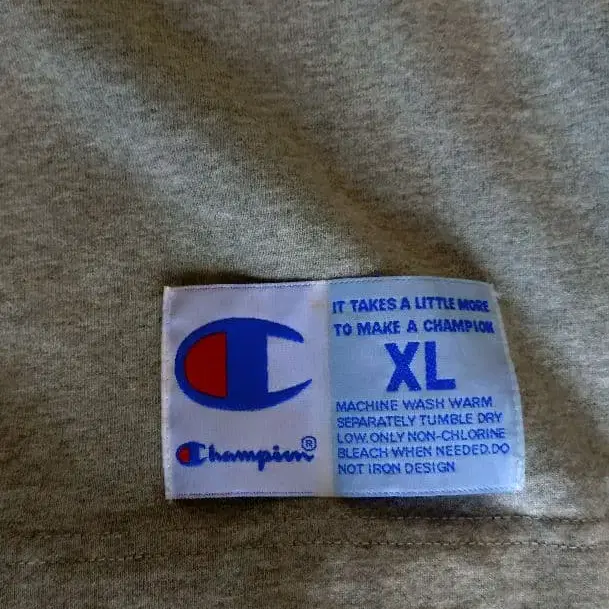 Champion®
IT TAKES A LITTLE MORE
TO MAKE A CHAMPION
XL
MACHINE WASH WARM
SEPARATELY TUMBLE DRY
LOW.ONLY NON-CHLORINE
BLEACH WHEN NEEDED.DO
NOT IRON DESIGN